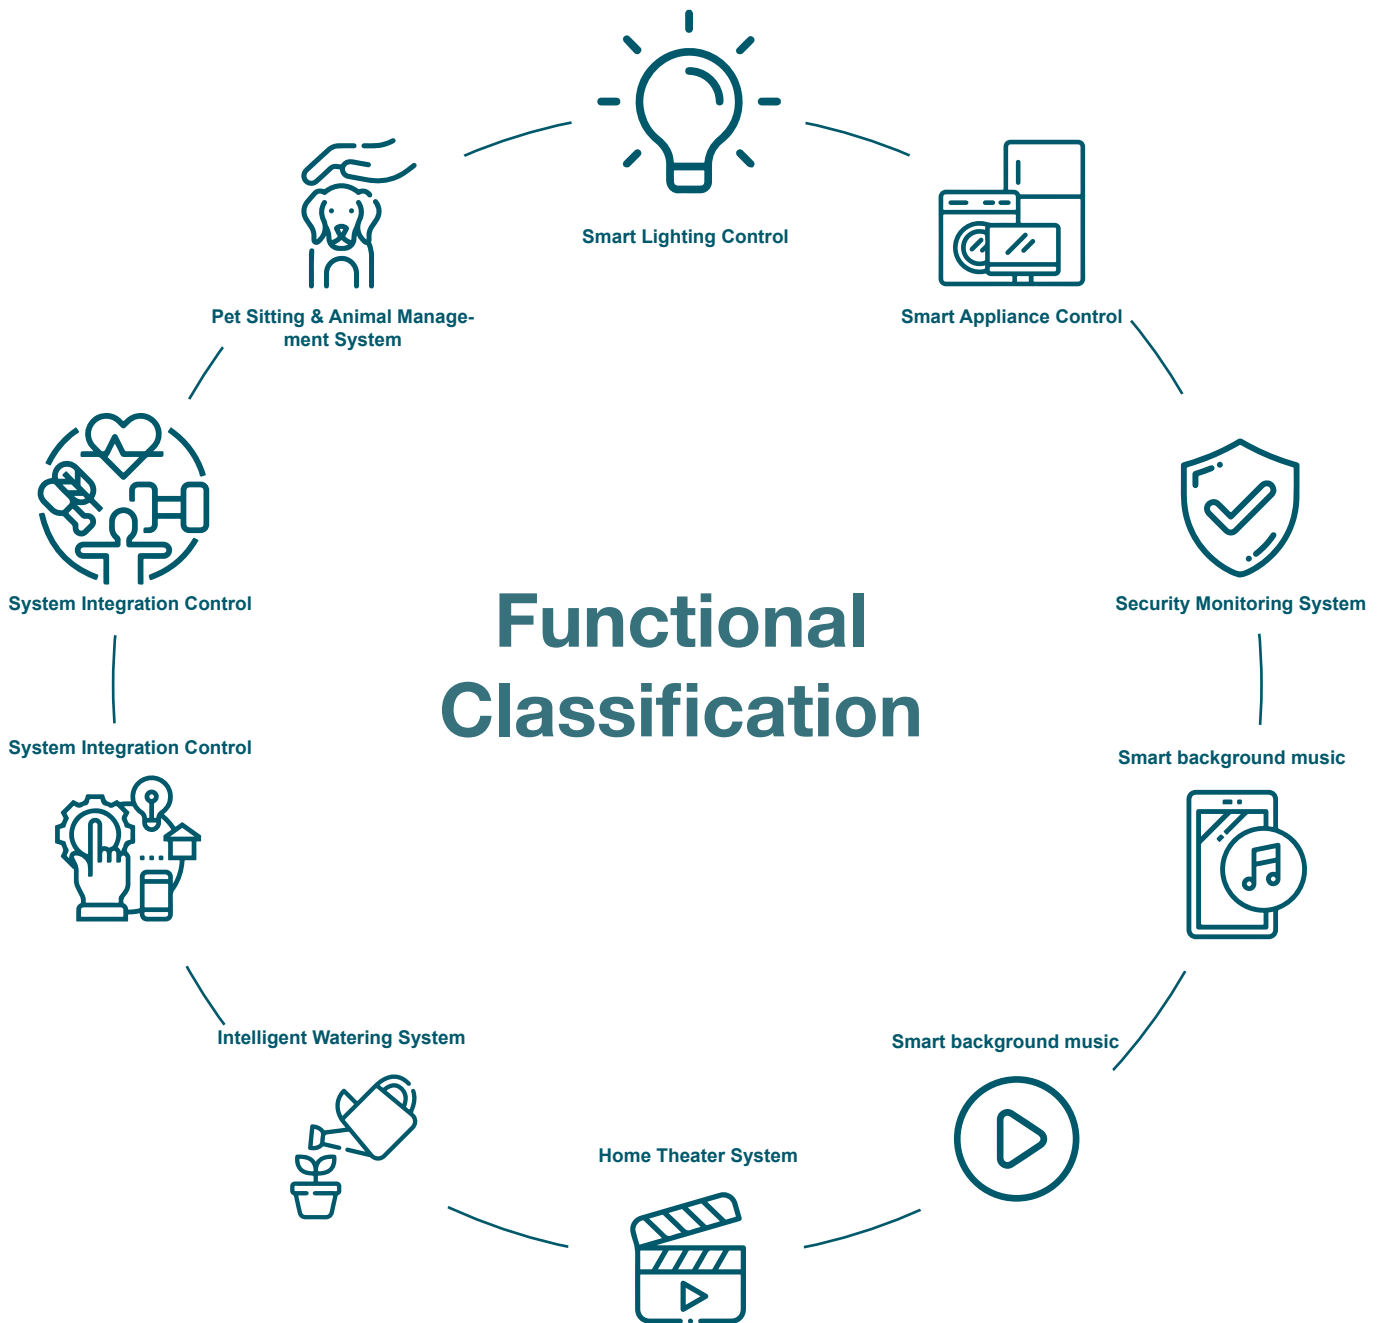 Smart Lighting Control
Pet Sitting & Animal Manage-
ment System
Smart Appliance Control
System Integration Control
Security Monitoring System
Functional
Classification
System Integration Control
Smart background music
Intelligent Watering System
Smart background music
Home Theater System